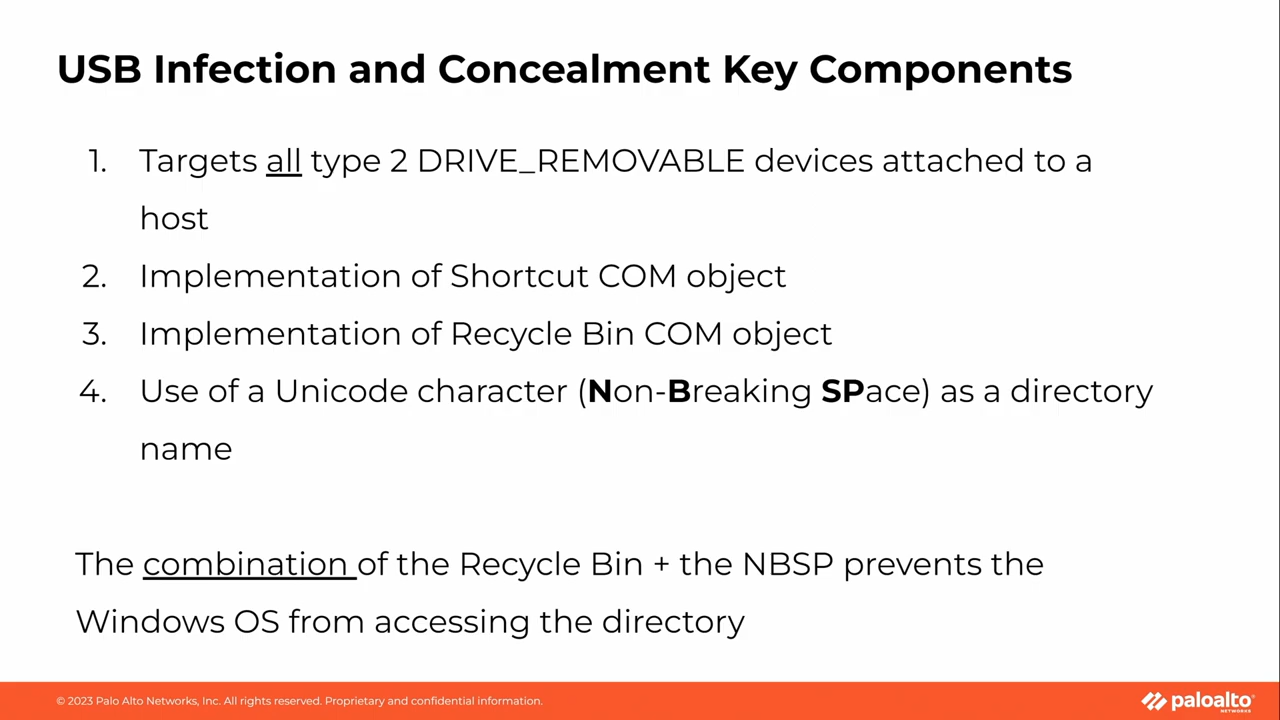 USB Infection and Concealment Key Components
1. Targets all type 2 DRIVE_REMOVABLE devices attached to a
host
2. Implementation of Shortcut COM object
3. Implementation of Recycle Bin COM object
4. Use of a Unicode character (Non-Breaking SPace) as a directory
name
The combination of the Recycle Bin + the NBSP prevents the
Windows OS from accessing the directory
© 2023 Palo Alto Networks, Inc. All rights reserved. Proprietary and confidential information.
paloalto
NETWORKS